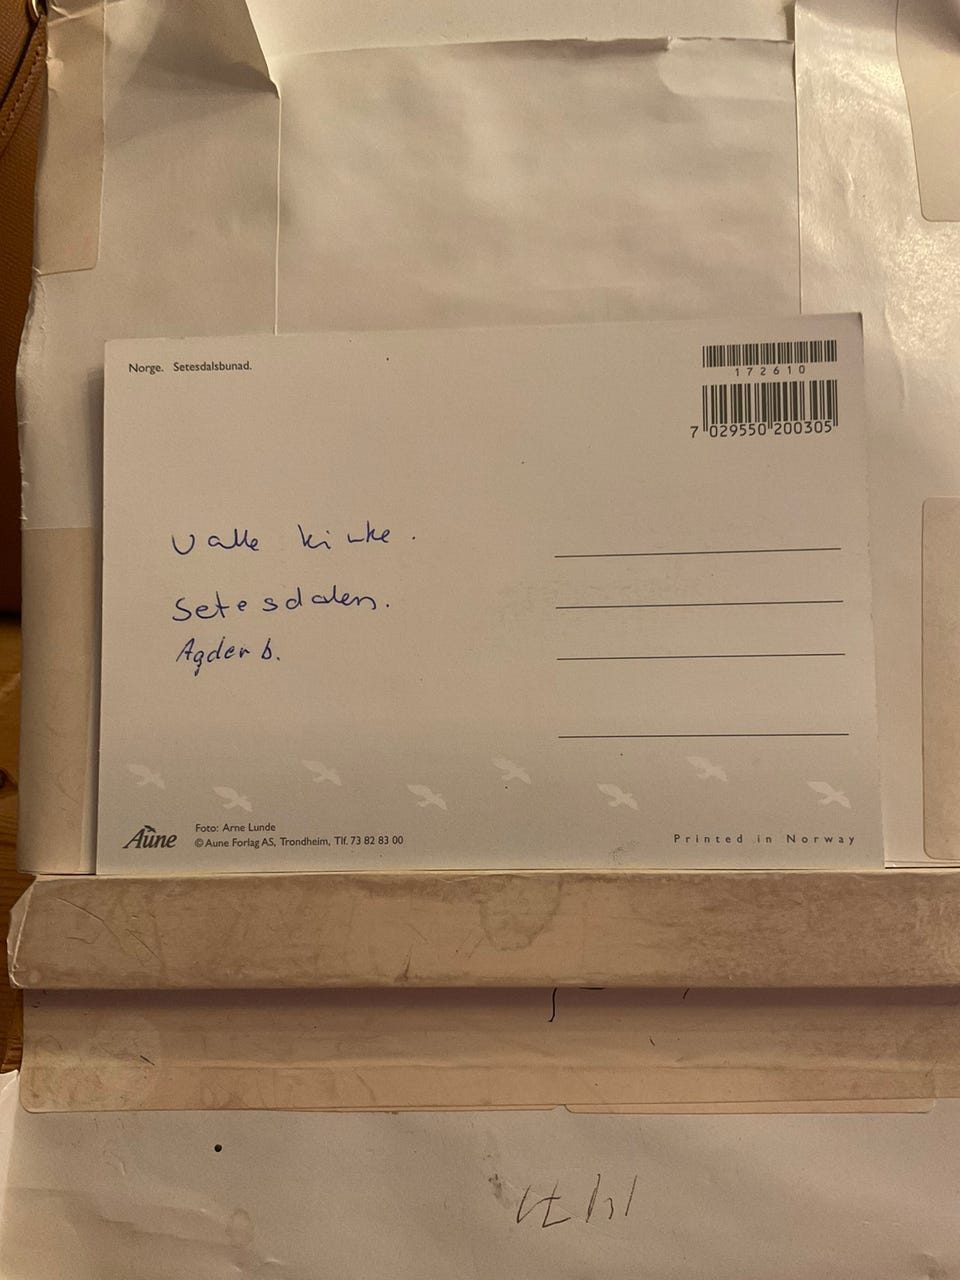 Norge. Setesdalsbunad.
172610
7 029550 200305
Valle kirke.
Setesdalen.
Agder b.
Aune
Foto: Arne Lunde
© Aune Forlag AS, Trondheim, Tlf. 73 82 83 00
Printed in Norway